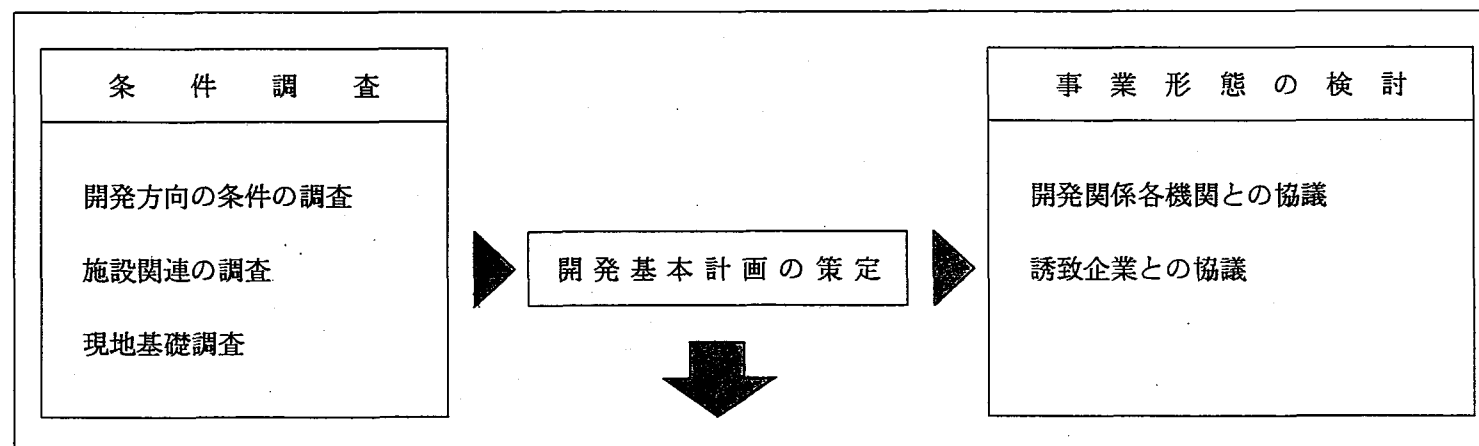 条件調査
開発方向の条件の調査
施設関連の調査
現地基礎調査
開発基本計画の策定
事業形態の検討
開発関係各機関との協議
誘致企業との協議